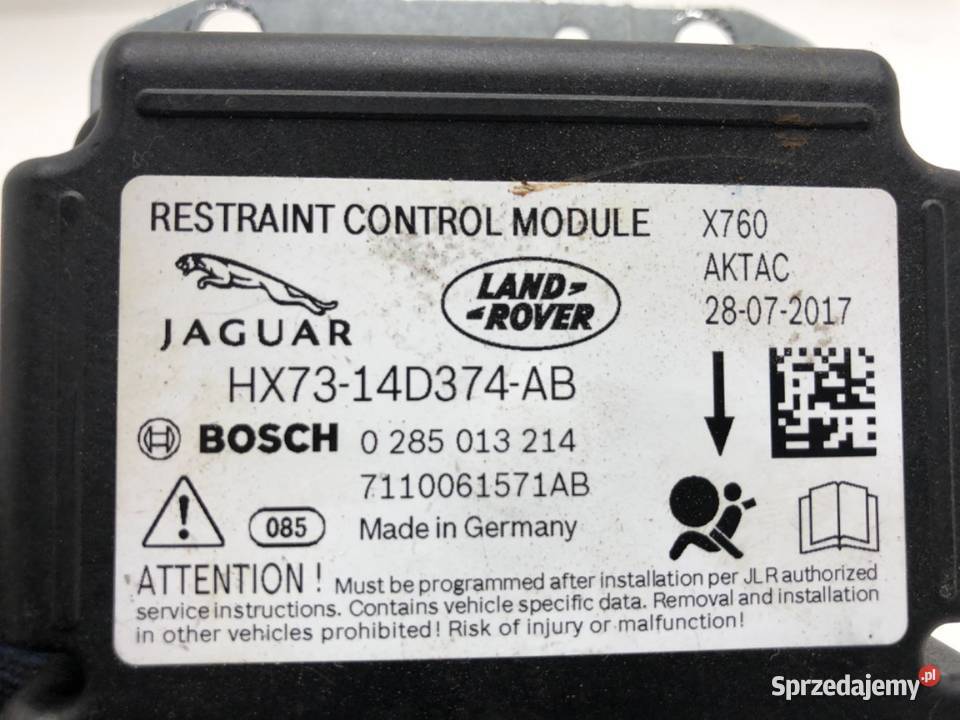 RESTRAINT CONTROL MODULE
X760
AKTAC
28-07-2017
JAGUAR
LAND ROVER
HX73-14D374-AB
BOSCH 0 285 013 214
7110061571AB
085 Made in Germany
ATTENTION ! Must be programmed after installation per JLR authorized
service instructions. Contains vehicle specific data. Removal and installation
in other vehicles prohibited! Risk of injury or malfunction!
Sprzedajemy.pl